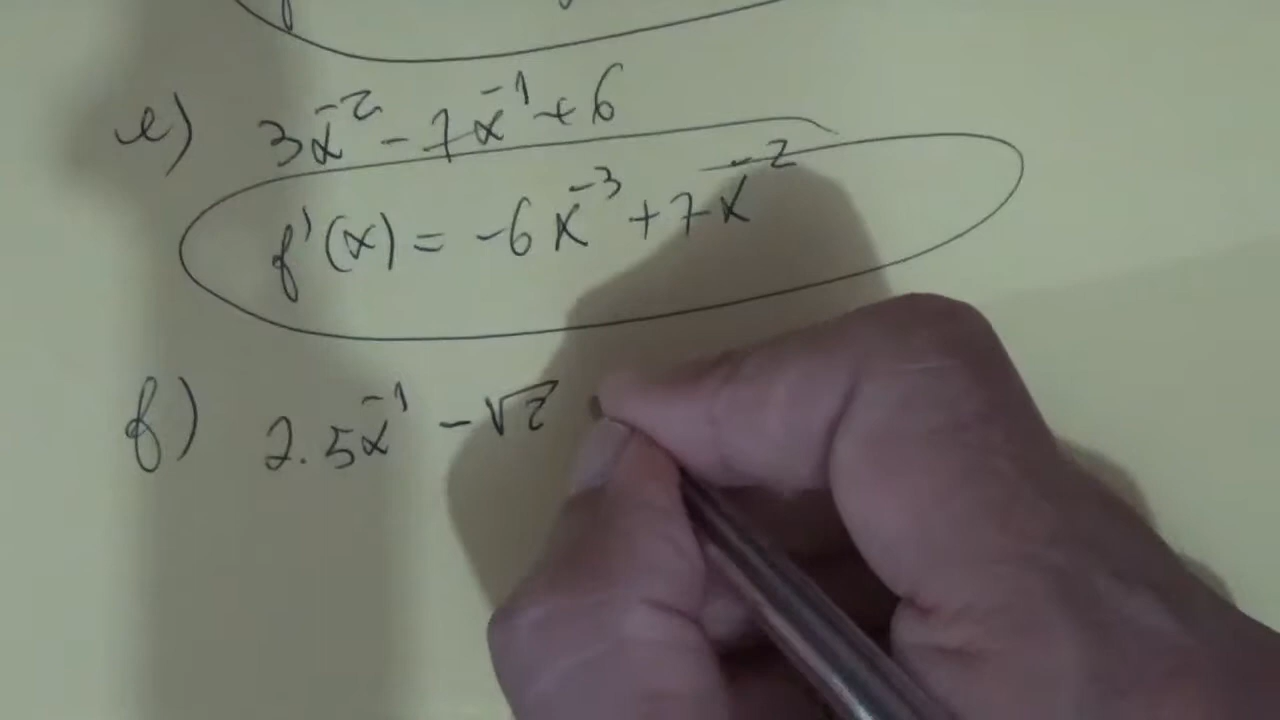 e) 3x⁻² - 7x⁻¹ + 6
f'(x) = -6x⁻³ + 7x⁻²
f) 2.5x⁻¹ - √2